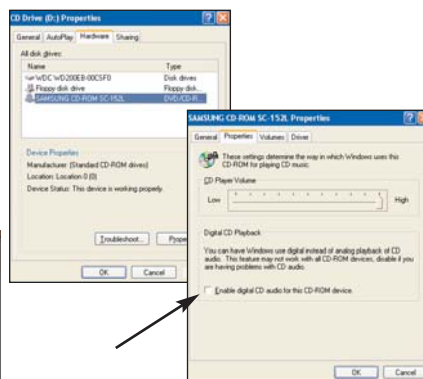 CD Drive (D:) Properties
General AutoPlay Hardware Sharing
All disk drives:
Name Type
WDC WD200EB-00CSF0 Disk drives
Floppy disk drive Floppy disk...
SAMSUNG CD-ROM SC-152L DVD/CD-R...
Device Properties
Manufacturer: (Standard CD-ROM drives)
Location: Location 0 (0)
Device Status: This device is working properly.
Troubleshoot... Prope
OK Cancel
SAMSUNG CD-ROM SC-152L Properties
General Properties Volumes Driver
These settings determine the way in which Windows uses this
CD-ROM for playing CD music.
CD Player Volume
Low High
Digital CD Playback
You can have Windows use digital instead of analog playback of CD
audio. This feature may not work with all CD-ROM devices, disable if you
are having problems with CD audio.
Enable digital CD audio for this CD-ROM device.
OK Cancel